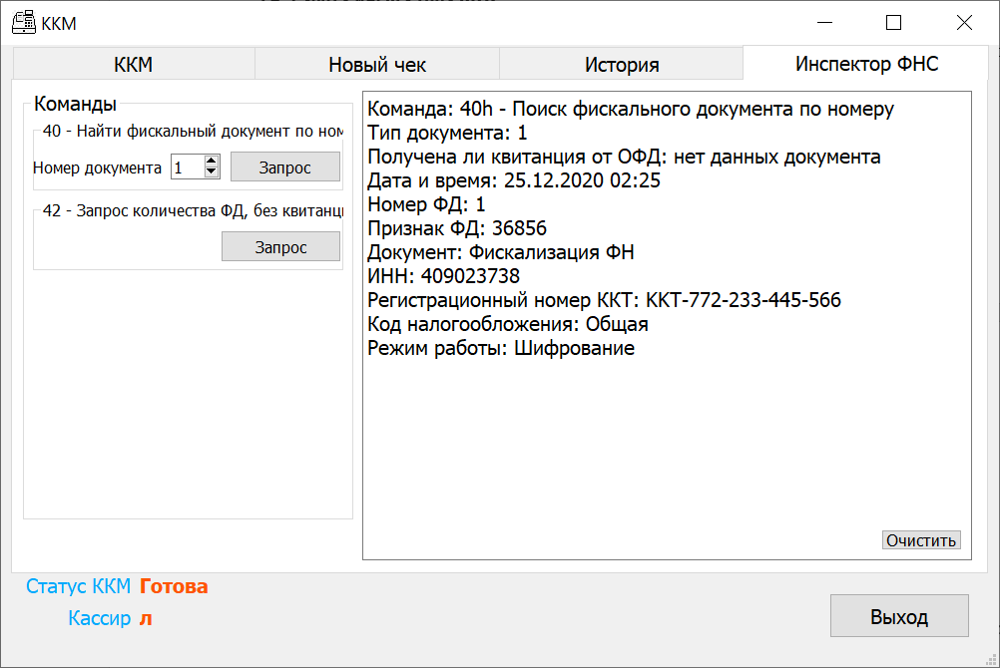 ККМ
ККМ
Новый чек
История
Инспектор ФНС
Команды
40 - Найти фискальный документ по ном
Номер документа 1 Запрос
42 - Запрос количества ФД, без квитанц
Запрос
Команда: 40h - Поиск фискального документа по номеру
Тип документа: 1
Получена ли квитанция от ОФД: нет данных документа
Дата и время: 25.12.2020 02:25
Номер ФД: 1
Признак ФД: 36856
Документ: Фискализация ФН
ИНН: 409023738
Регистрационный номер ККТ: KKT-772-233-445-566
Код налогообложения: Общая
Режим работы: Шифрование
Очистить
Статус ККМ Готова
Кассир л
Выход